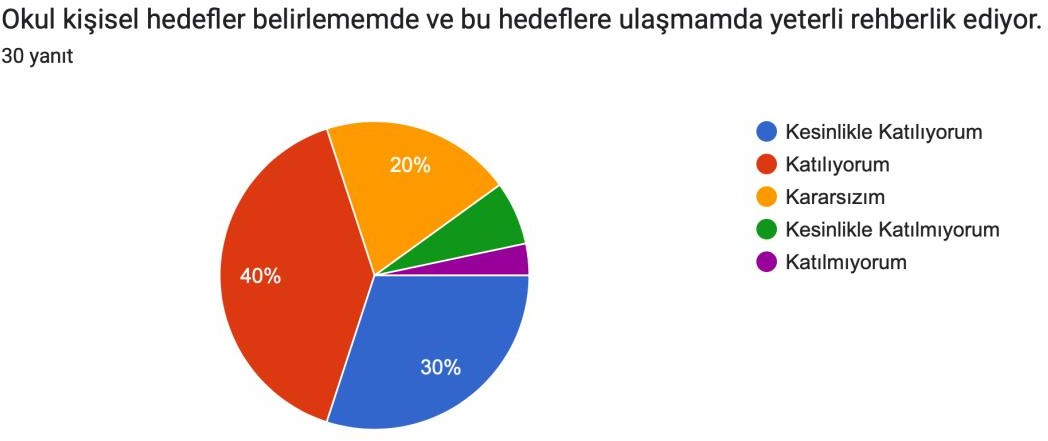 Okul kişisel hedefler belirlememde ve bu hedeflere ulaşmamda yeterli rehberlik ediyor.
30 yanıt
20%
40%
30%
Kesinlikle Katılıyorum
Katılıyorum
Kararsızım
Kesinlikle Katılmıyorum
Katılmıyorum